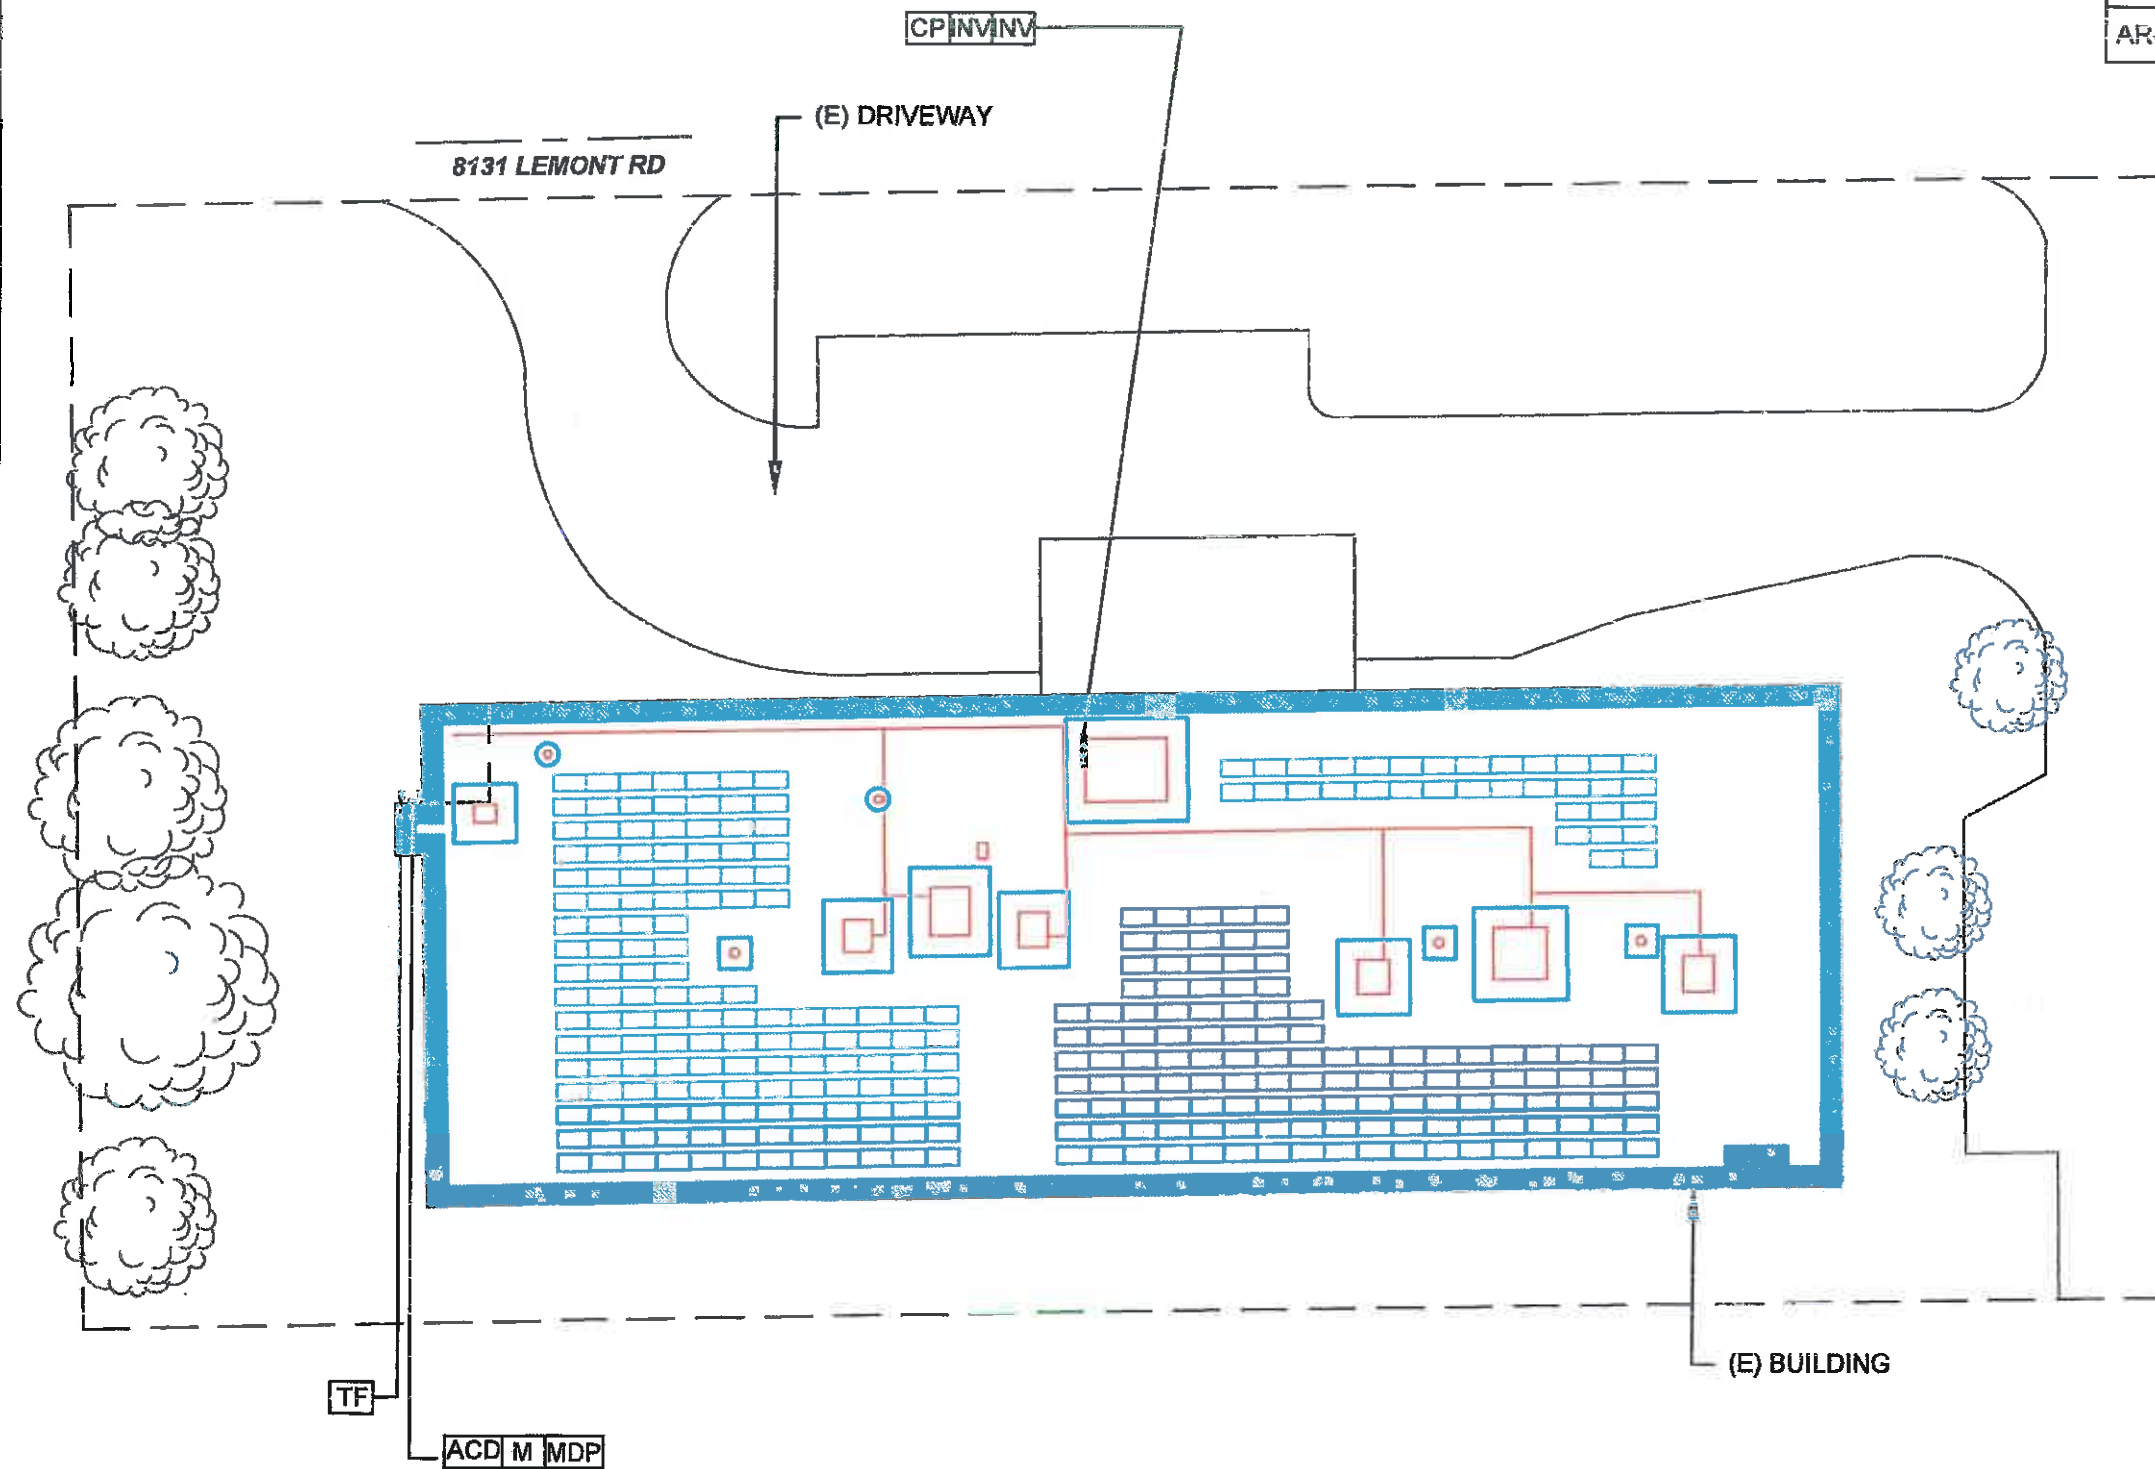 CP INV INV
AR
(E) DRIVEWAY
8131 LEMONT RD
(E) BUILDING
TF
ACD M MDP